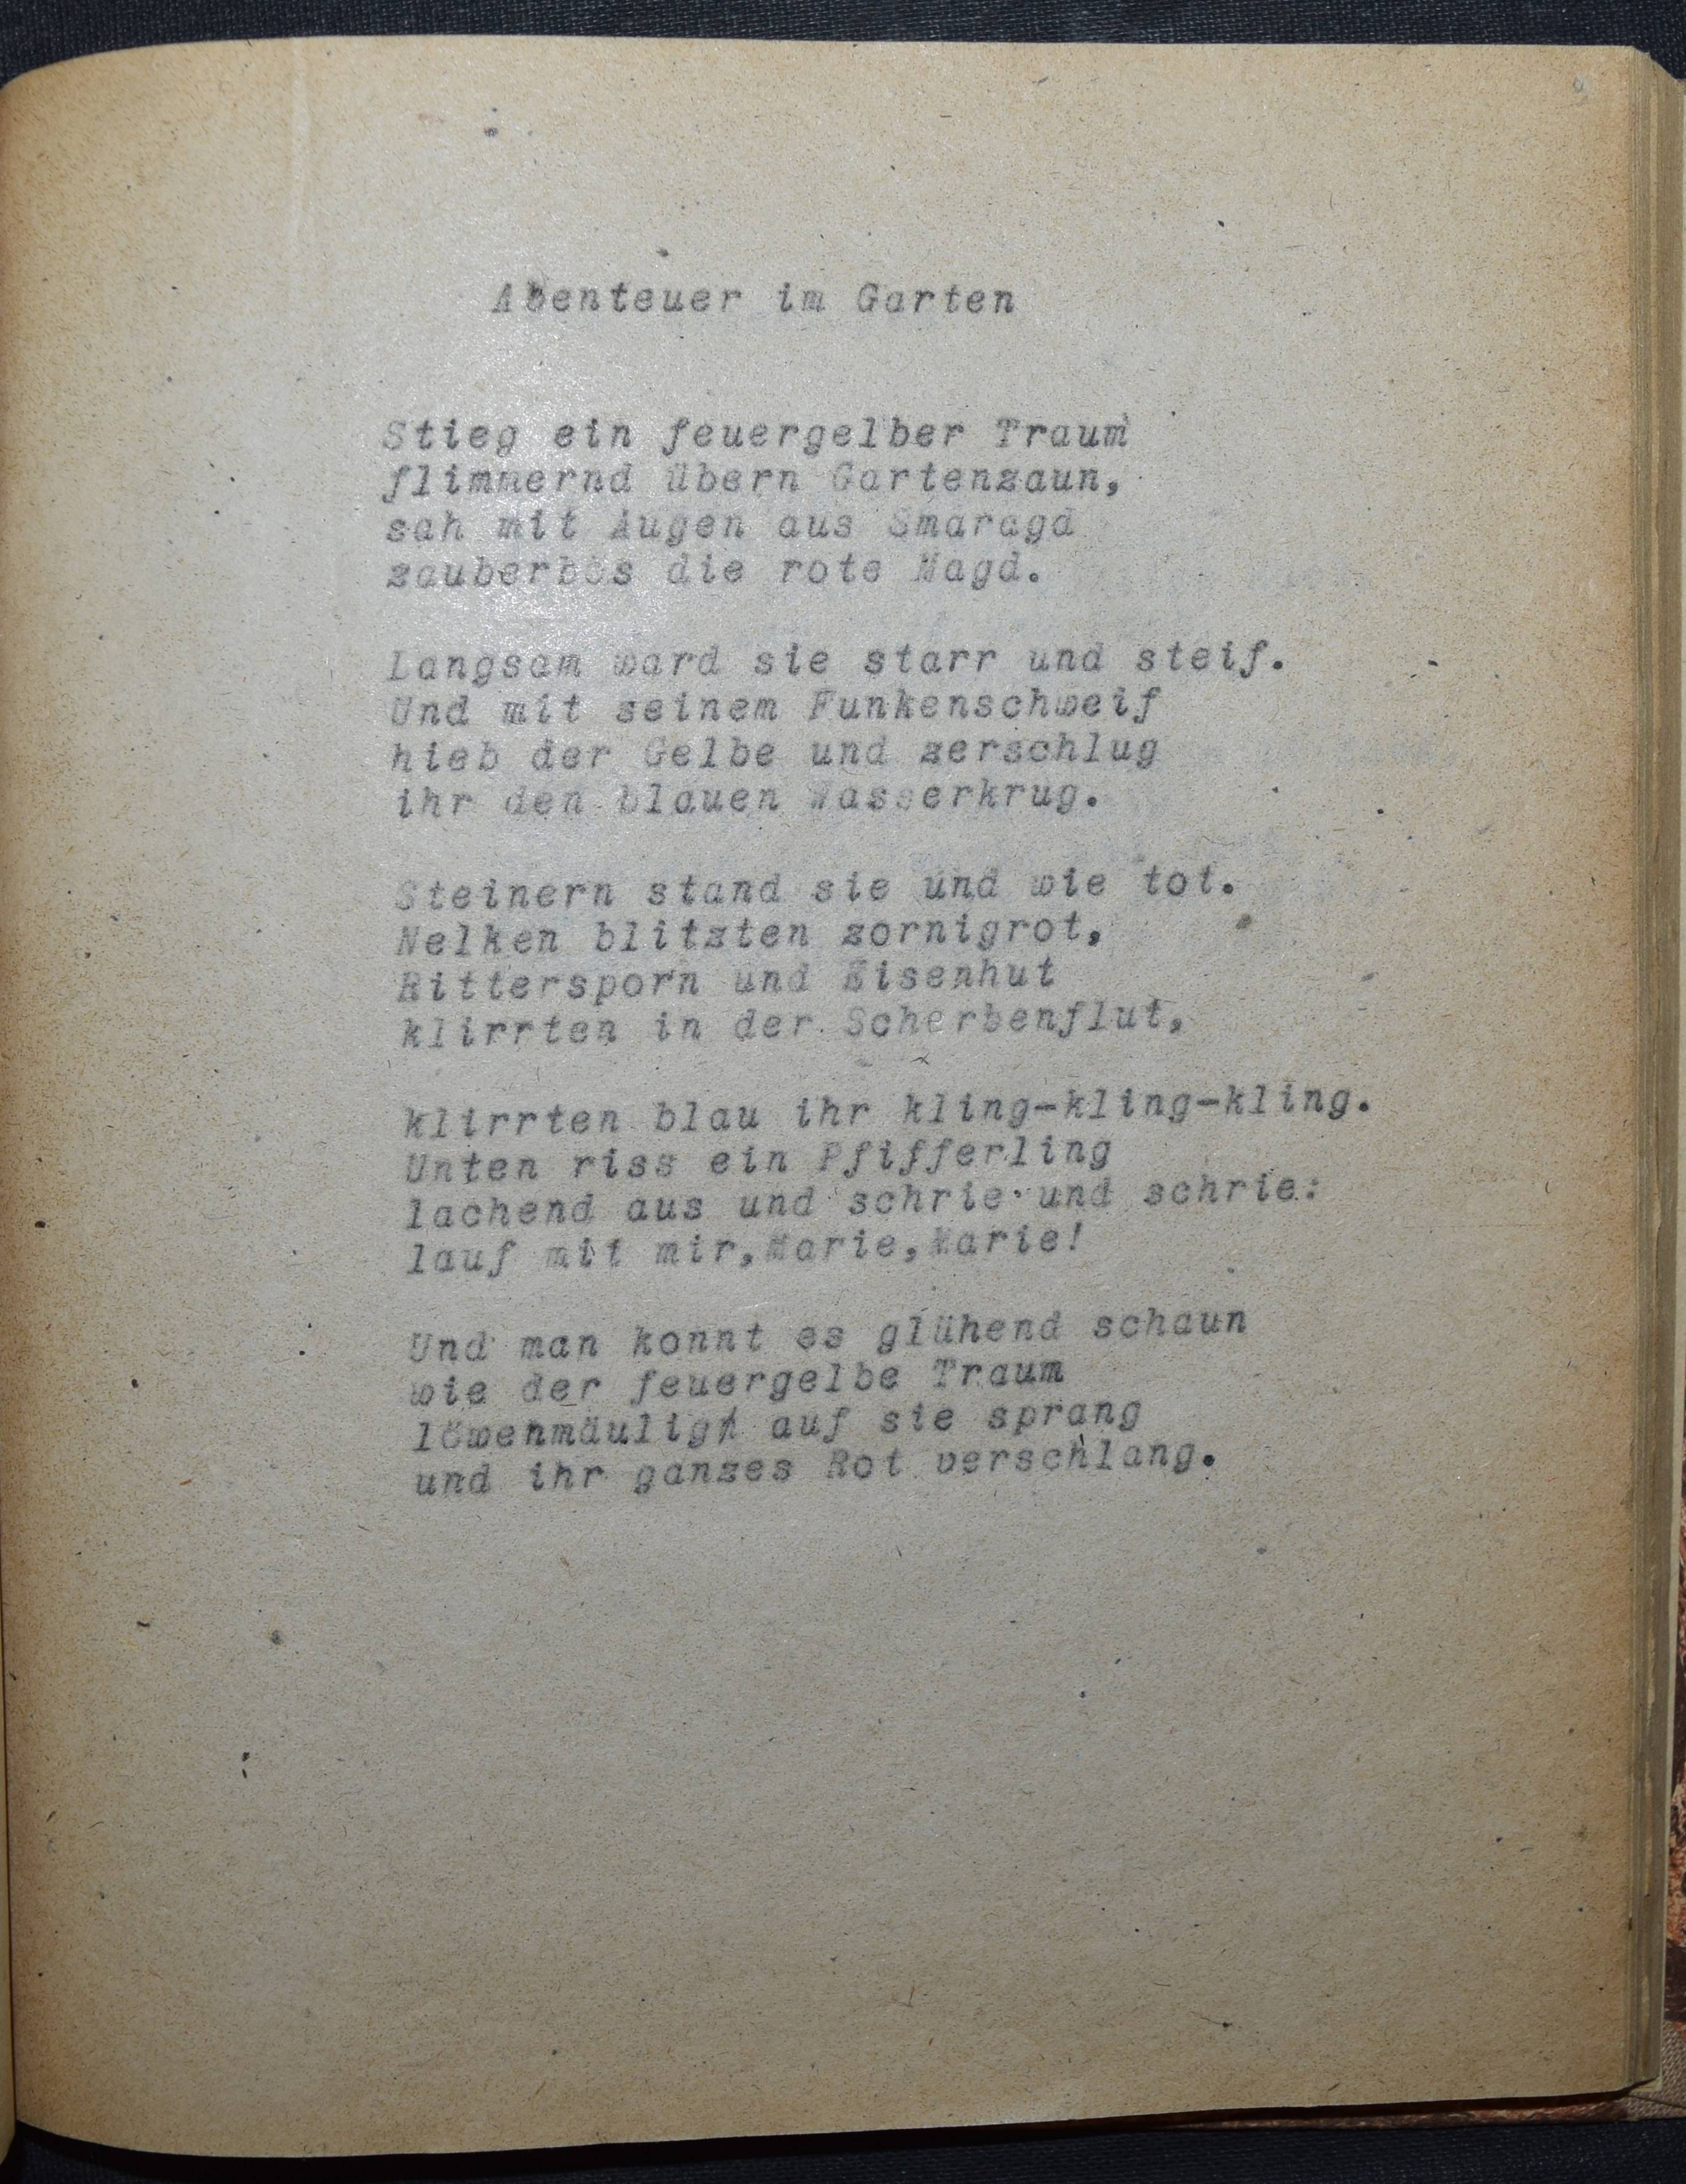 Abenteuer im Garten
Stieg ein feuergelber Traum
flimmernd übern Gartenzaun,
sah mit Augen aus Smaragd
zauberbös die rote Magd.
Langsam ward sie starr und steif.
Und mit seinem Funkenschweif
hieb der Gelbe und zerschlug
ihr den blauen Wasserkrug.
Steinern stand sie und wie tot.
Nelken blitzten zornigrot,
Rittersporn und Eisenhut
klirrten in der Scherbenflut,
klirrten blau ihr kling-kling-kling.
Unten riss ein Pfifferling
lachend aus und schrie und schrie:
lauf mit mir,Marie,Marie!
Und man konnt es glühend schaun
wie der feuergelbe Traum
löwenmäulig auf sie sprang
und ihr ganzes Rot verschlang.